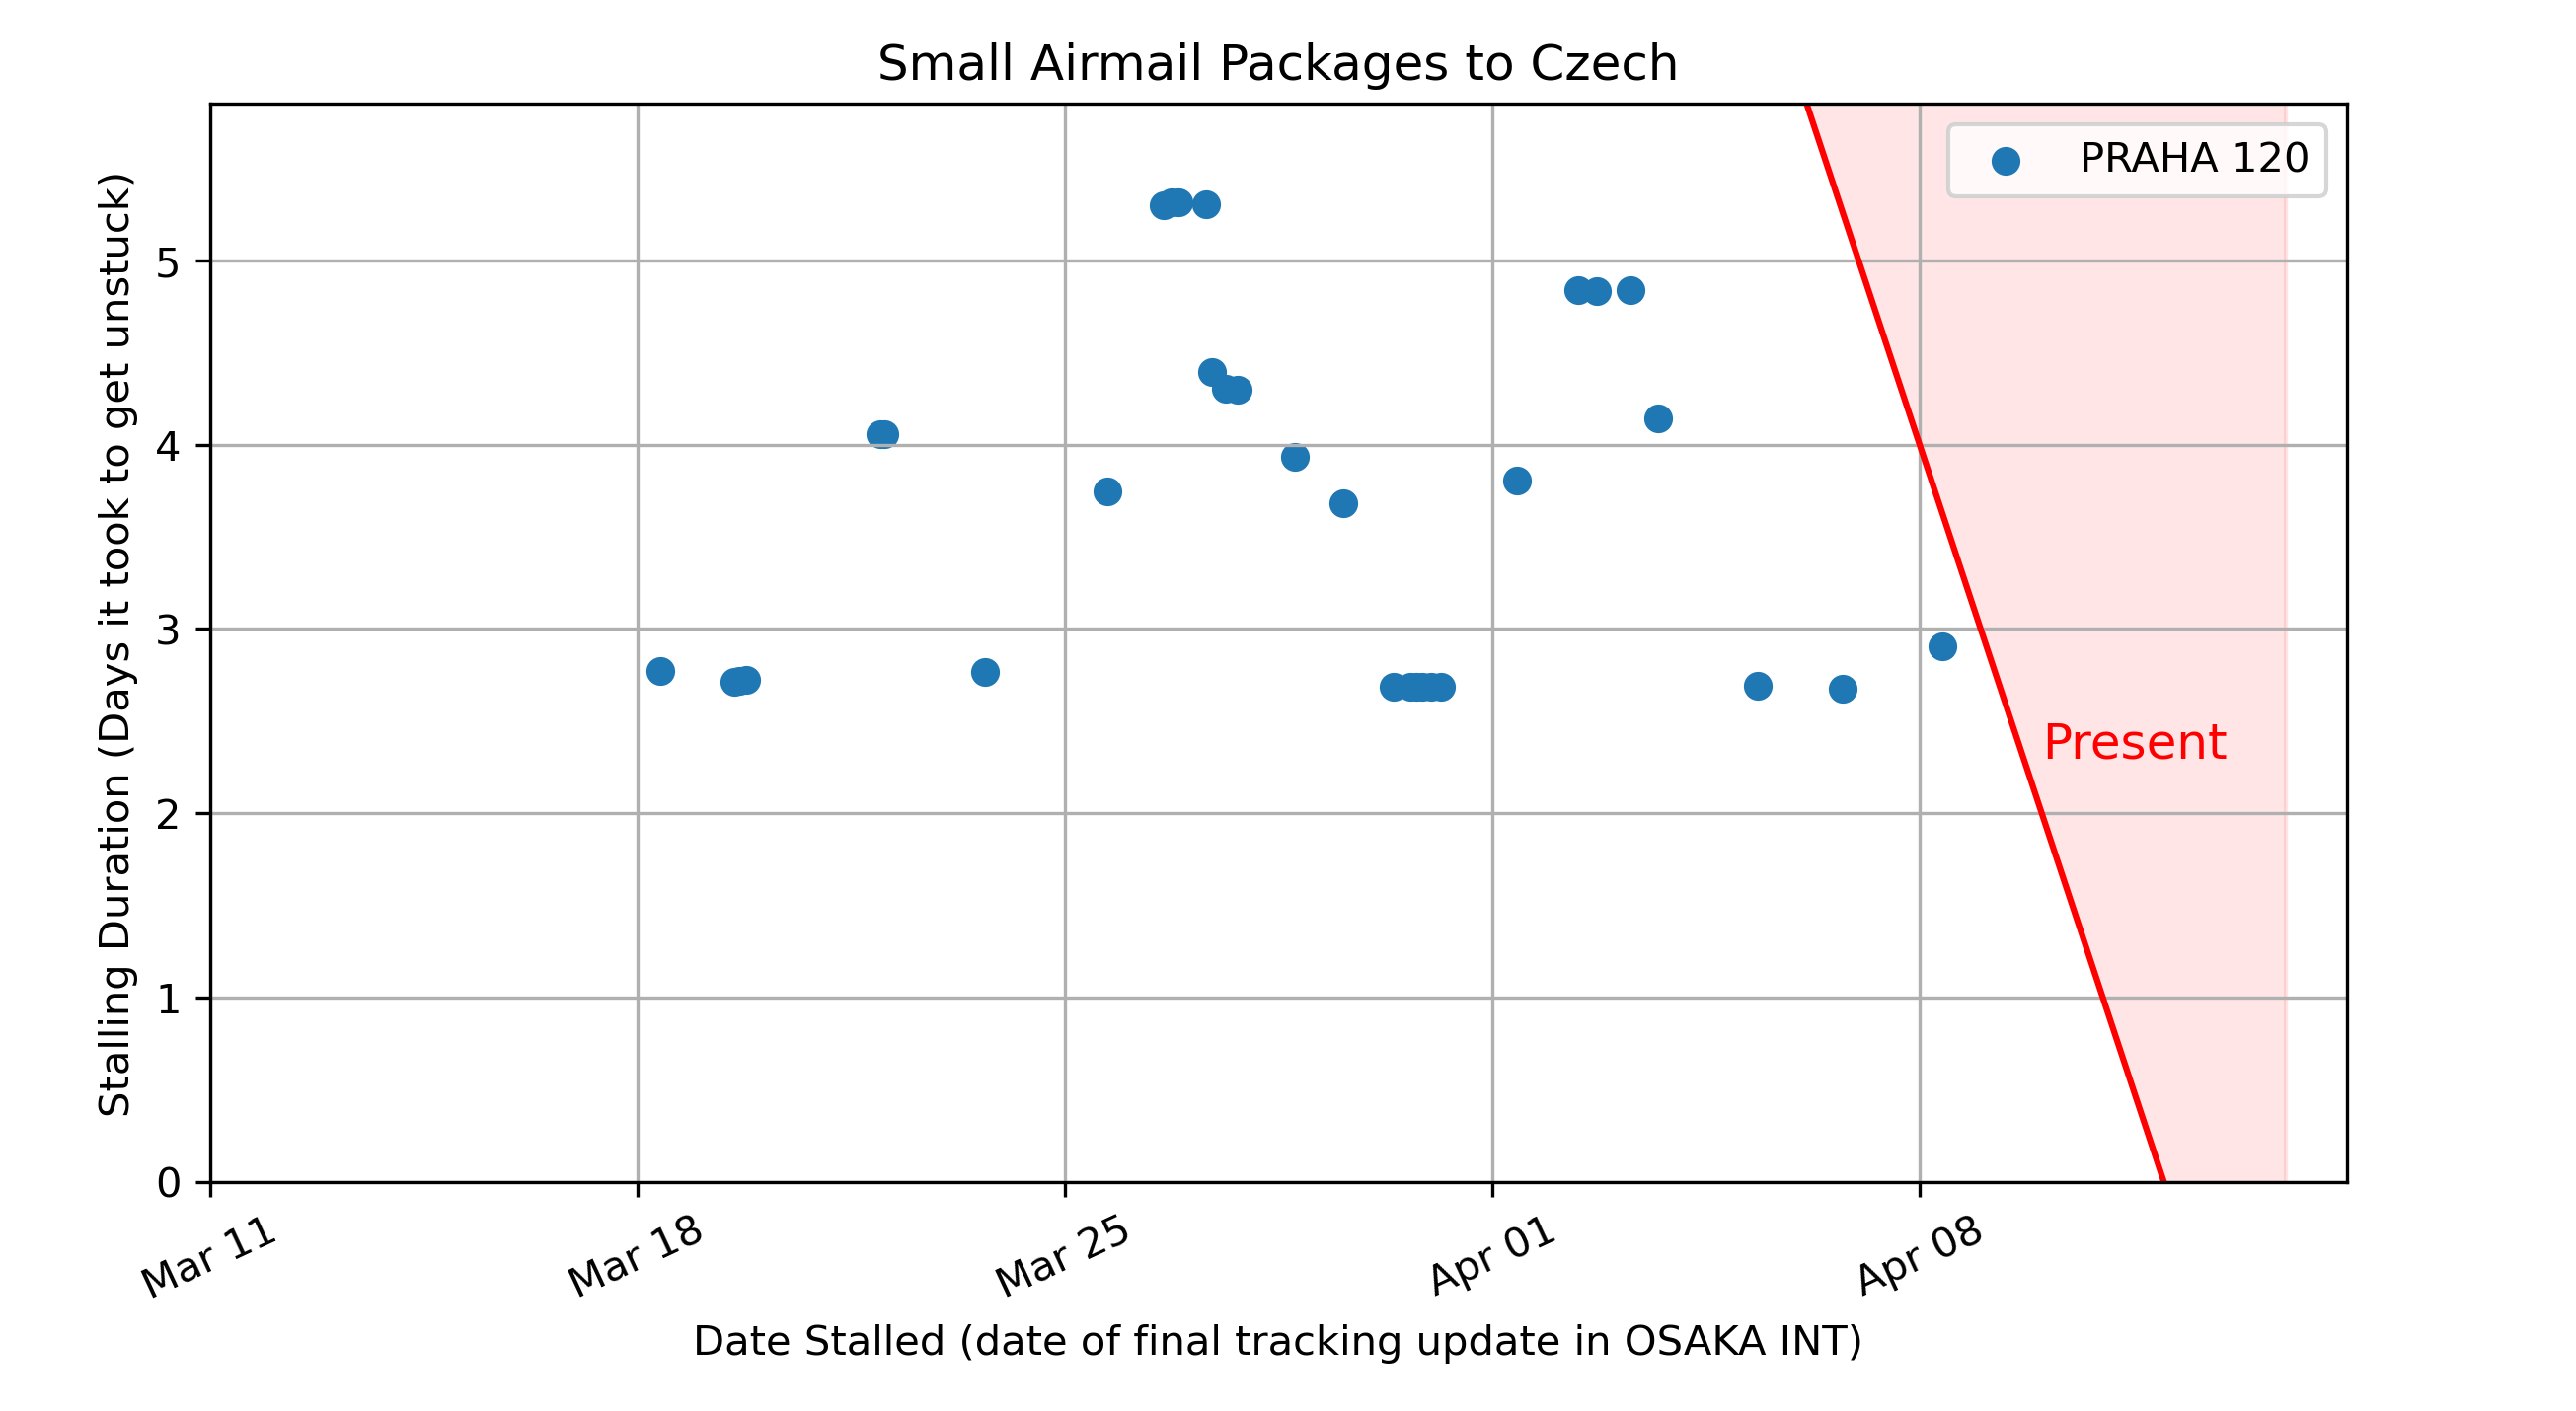 Small Airmail Packages to Czech
PRAHA 120
Stalling Duration (Days it took to get unstuck)
5
4
3
2
1
0
Present
Mar 11
Mar 18
Mar 25
Apr 01
Apr 08
Date Stalled (date of final tracking update in OSAKA INT)